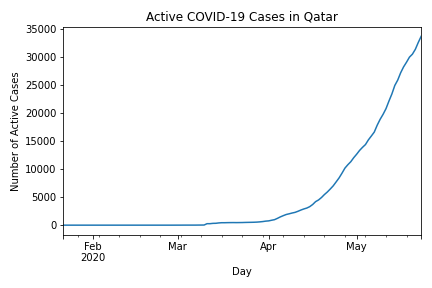 Active COVID-19 Cases in Qatar
35000
30000
25000
20000
15000
10000
5000
0
Number of Active Cases
Feb Mar Apr May
2020
Day